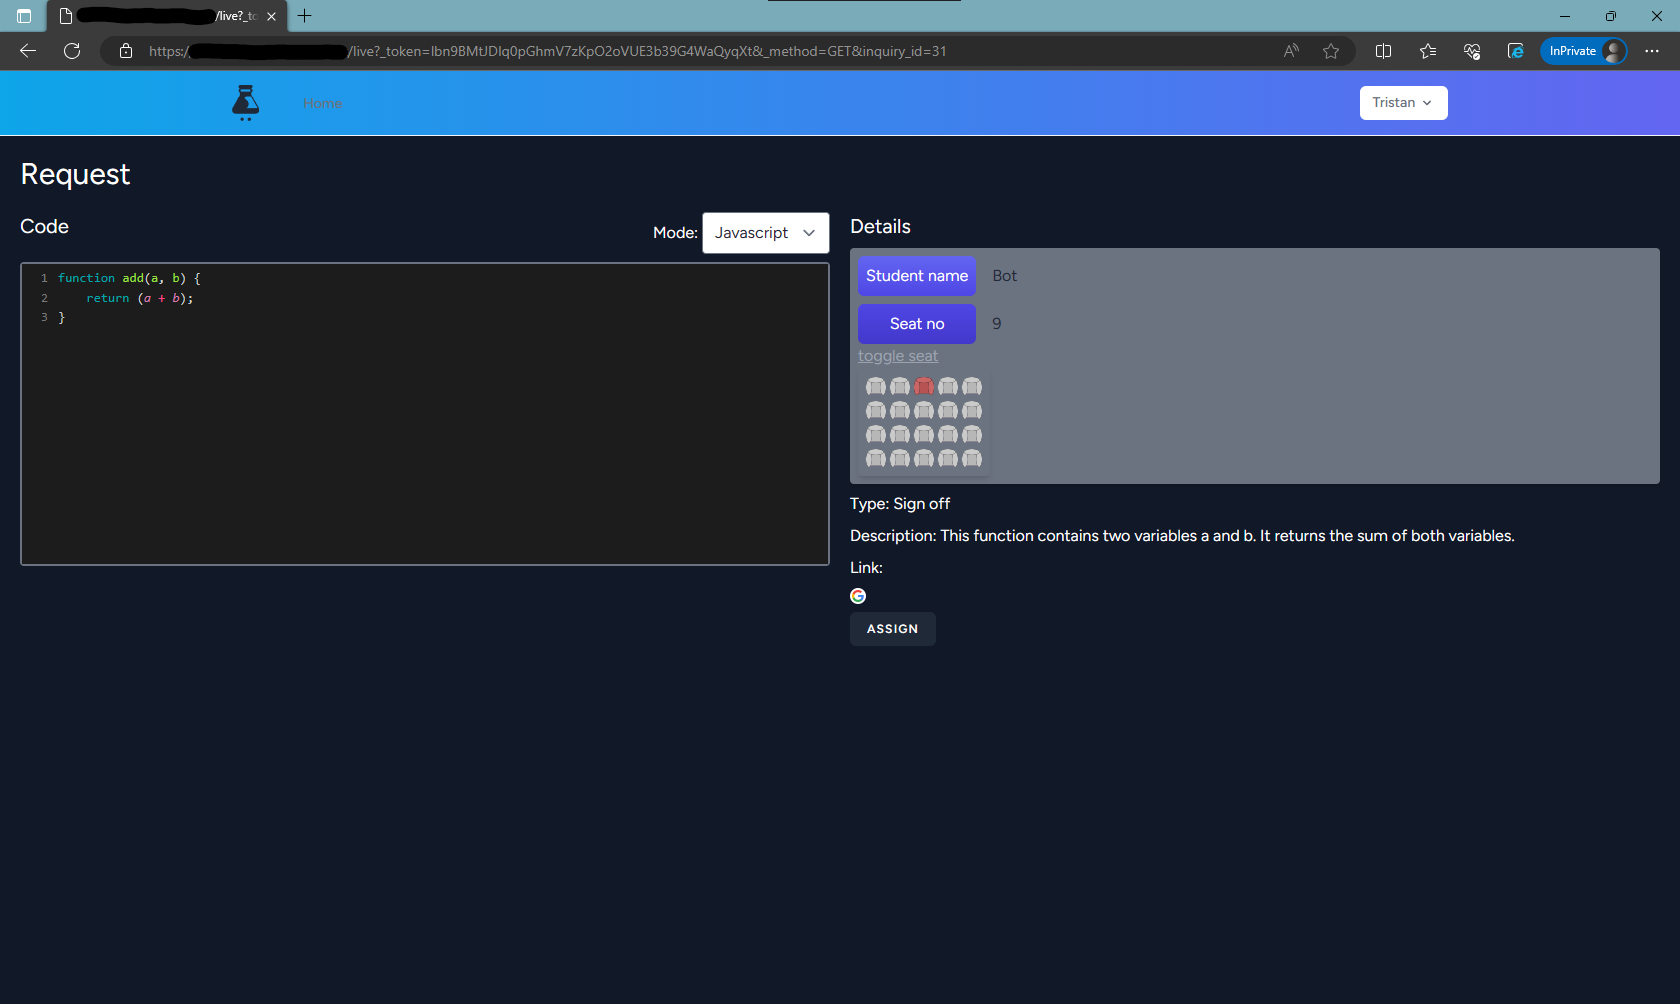 /live?_to
https:/ /live?_token=lbn9BMtJDlq0pGhmV7zKpO2oVUE3b39G4WaQyqXt&_method=GET&inquiry_id=31
InPrivate
Home
Tristan
Request
Code
Mode: Javascript
1 function add(a, b) {
2 return (a + b);
3 }
Details
Student name Bot
Seat no 9
toggle seat
Type: Sign off
Description: This function contains two variables a and b. It returns the sum of both variables.
Link:
ASSIGN